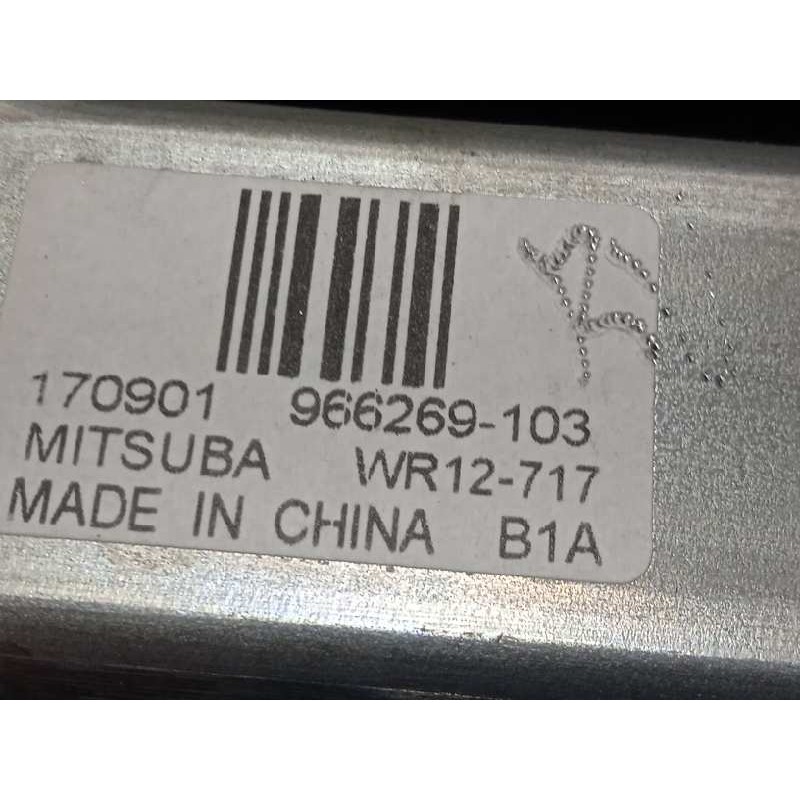 170901 966269-103
MITSUBA WR12-717
MADE IN CHINA B1A